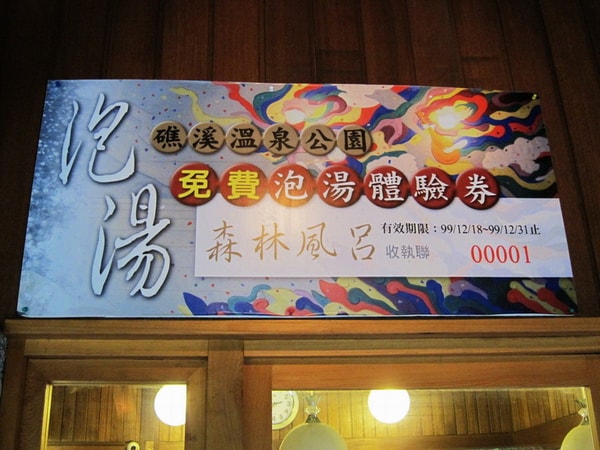 泡湯
礁溪溫泉公園
免費泡湯體驗券
森林風呂
有效期限：99/12/18~99/12/31止
收執聯
00001